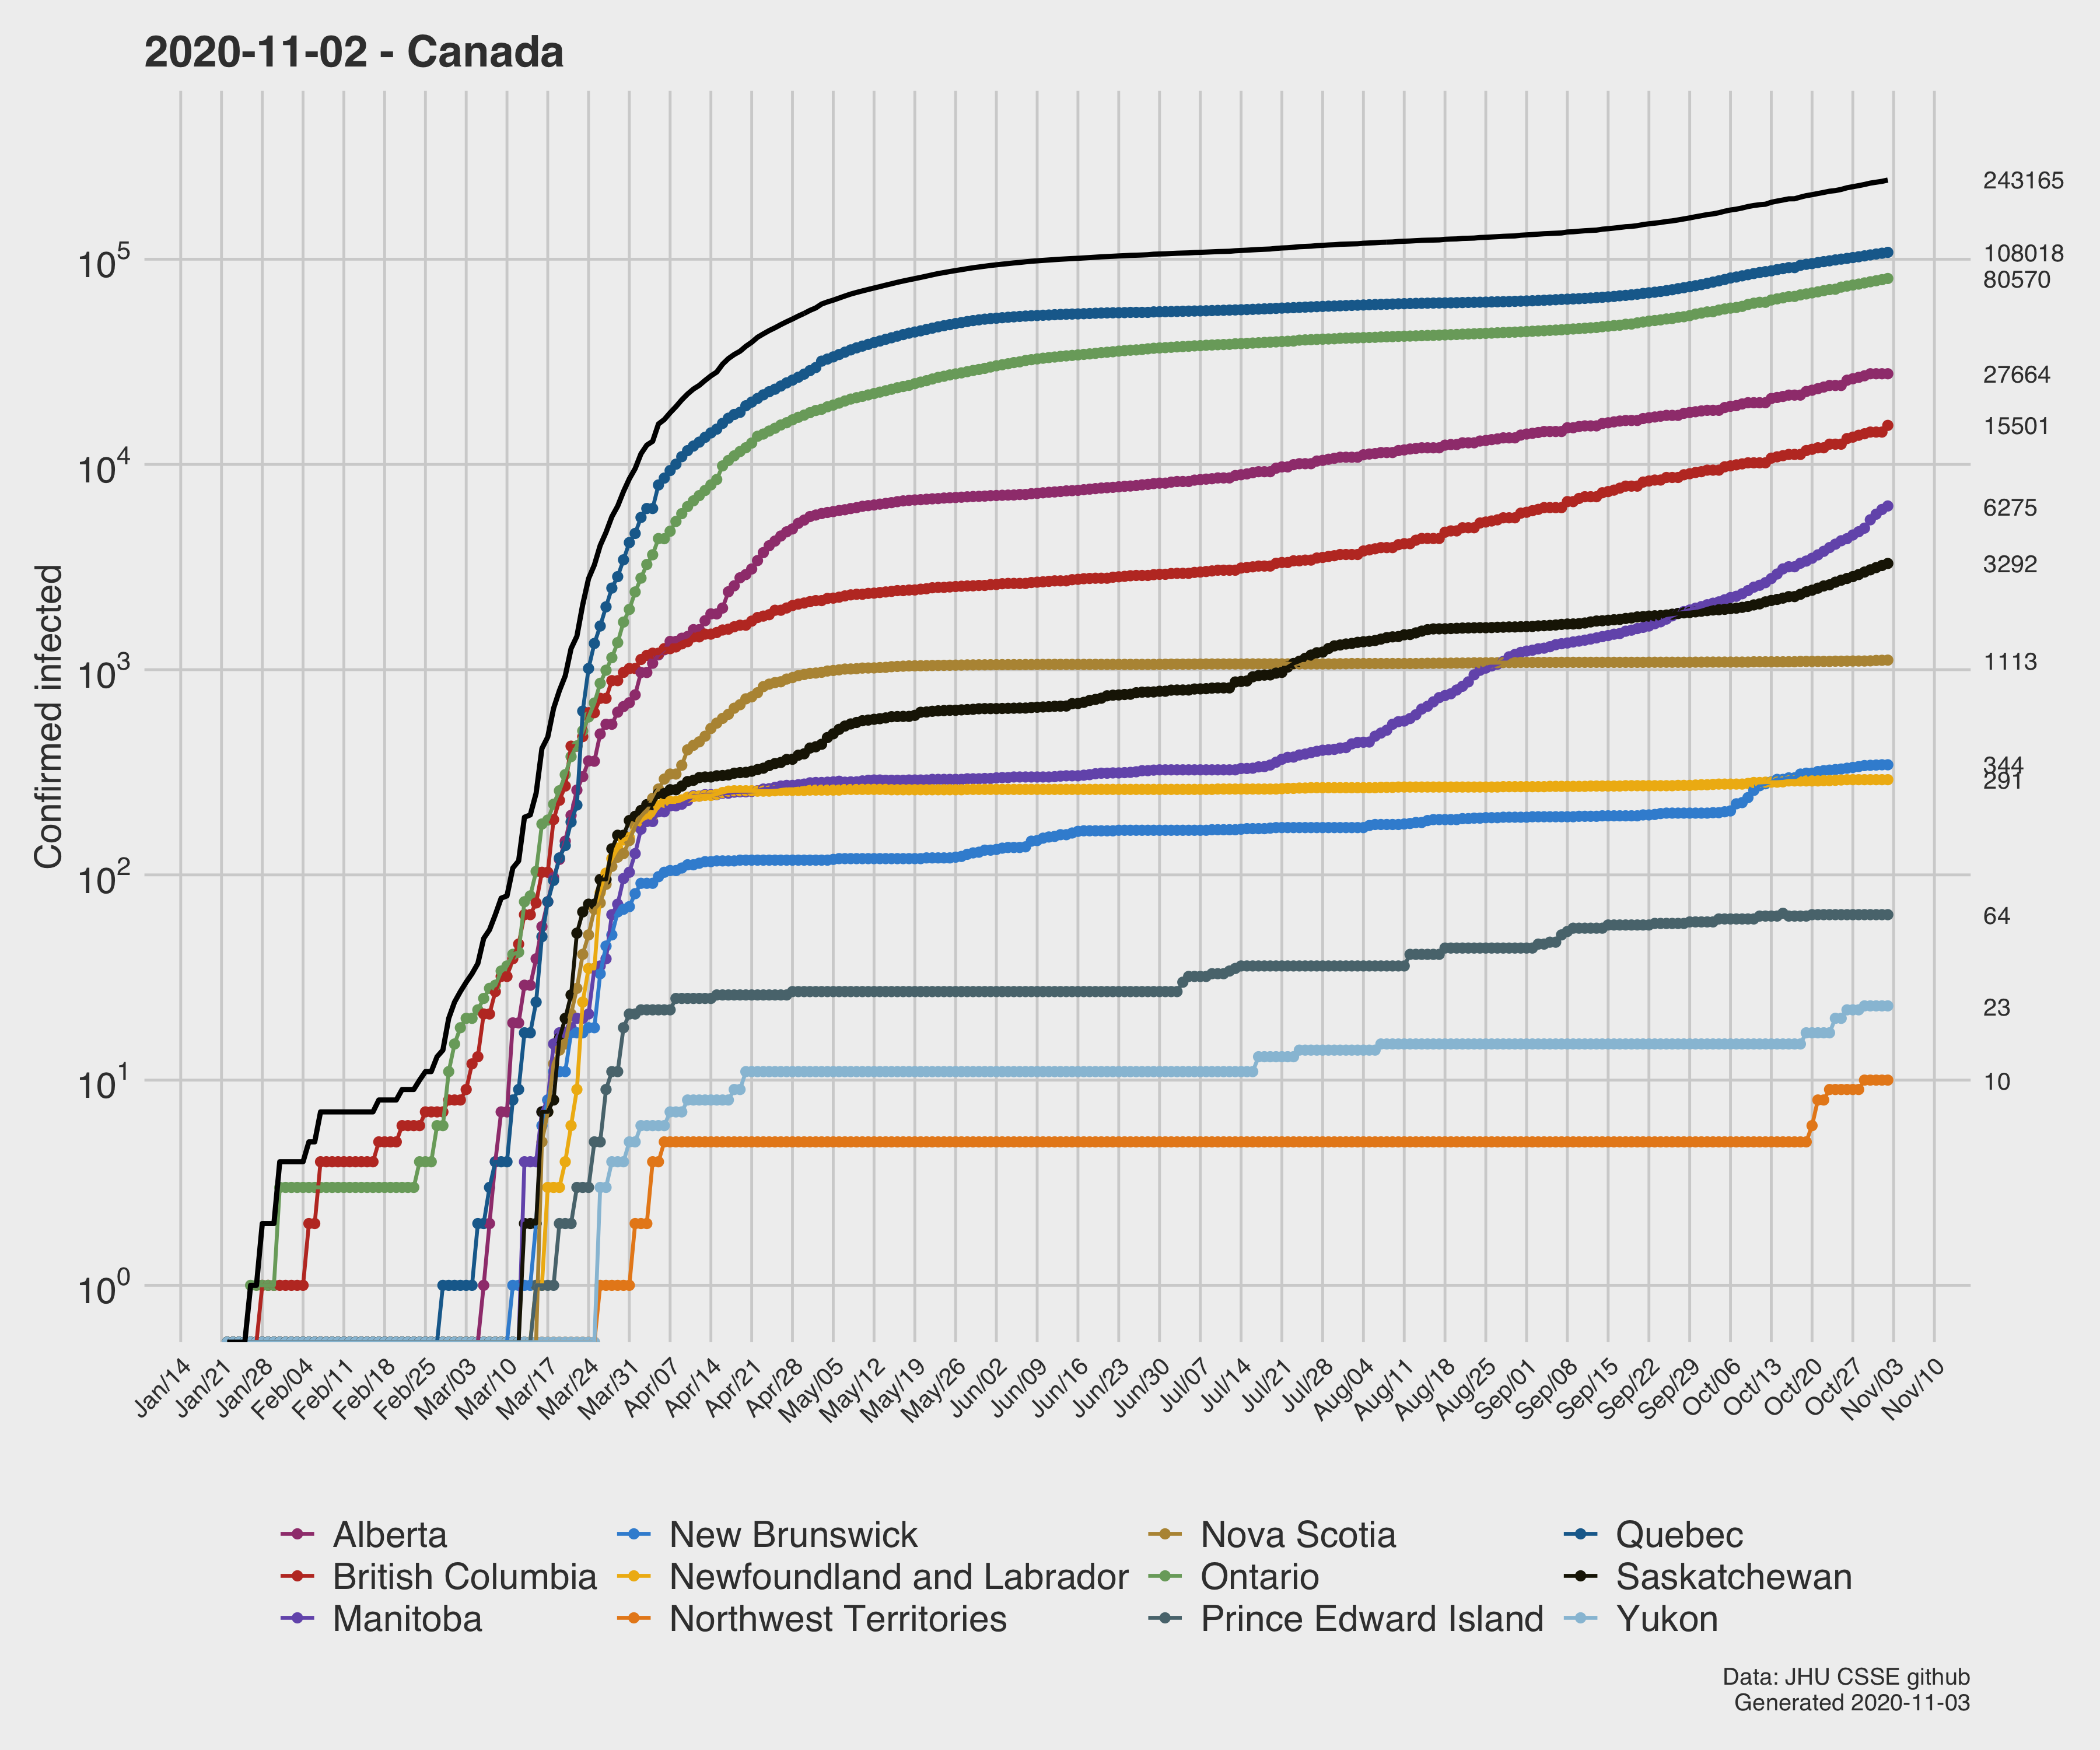 2020-11-02 - Canada
Confirmed infected
10^5
10^4
10^3
10^2
10^1
10^0
243165
108018
80570
27664
15501
6275
3292
1113
344
291
64
23
10
Jan/14 Jan/21 Jan/28 Feb/04 Feb/11 Feb/18 Feb/25 Mar/03 Mar/10 Mar/17 Mar/24 Mar/31 Apr/07 Apr/14 Apr/21 Apr/28 May/05 May/12 May/19 May/26 Jun/02 Jun/09 Jun/16 Jun/23 Jun/30 Jul/07 Jul/14 Jul/21 Jul/28 Aug/04 Aug/11 Aug/18 Aug/25 Sep/01 Sep/08 Sep/15 Sep/22 Sep/29 Oct/06 Oct/13 Oct/20 Oct/27 Nov/03 Nov/10
Alberta New Brunswick Nova Scotia Quebec
British Columbia Newfoundland and Labrador Ontario Saskatchewan
Manitoba Northwest Territories Prince Edward Island Yukon
Data: JHU CSSE github
Generated 2020-11-03